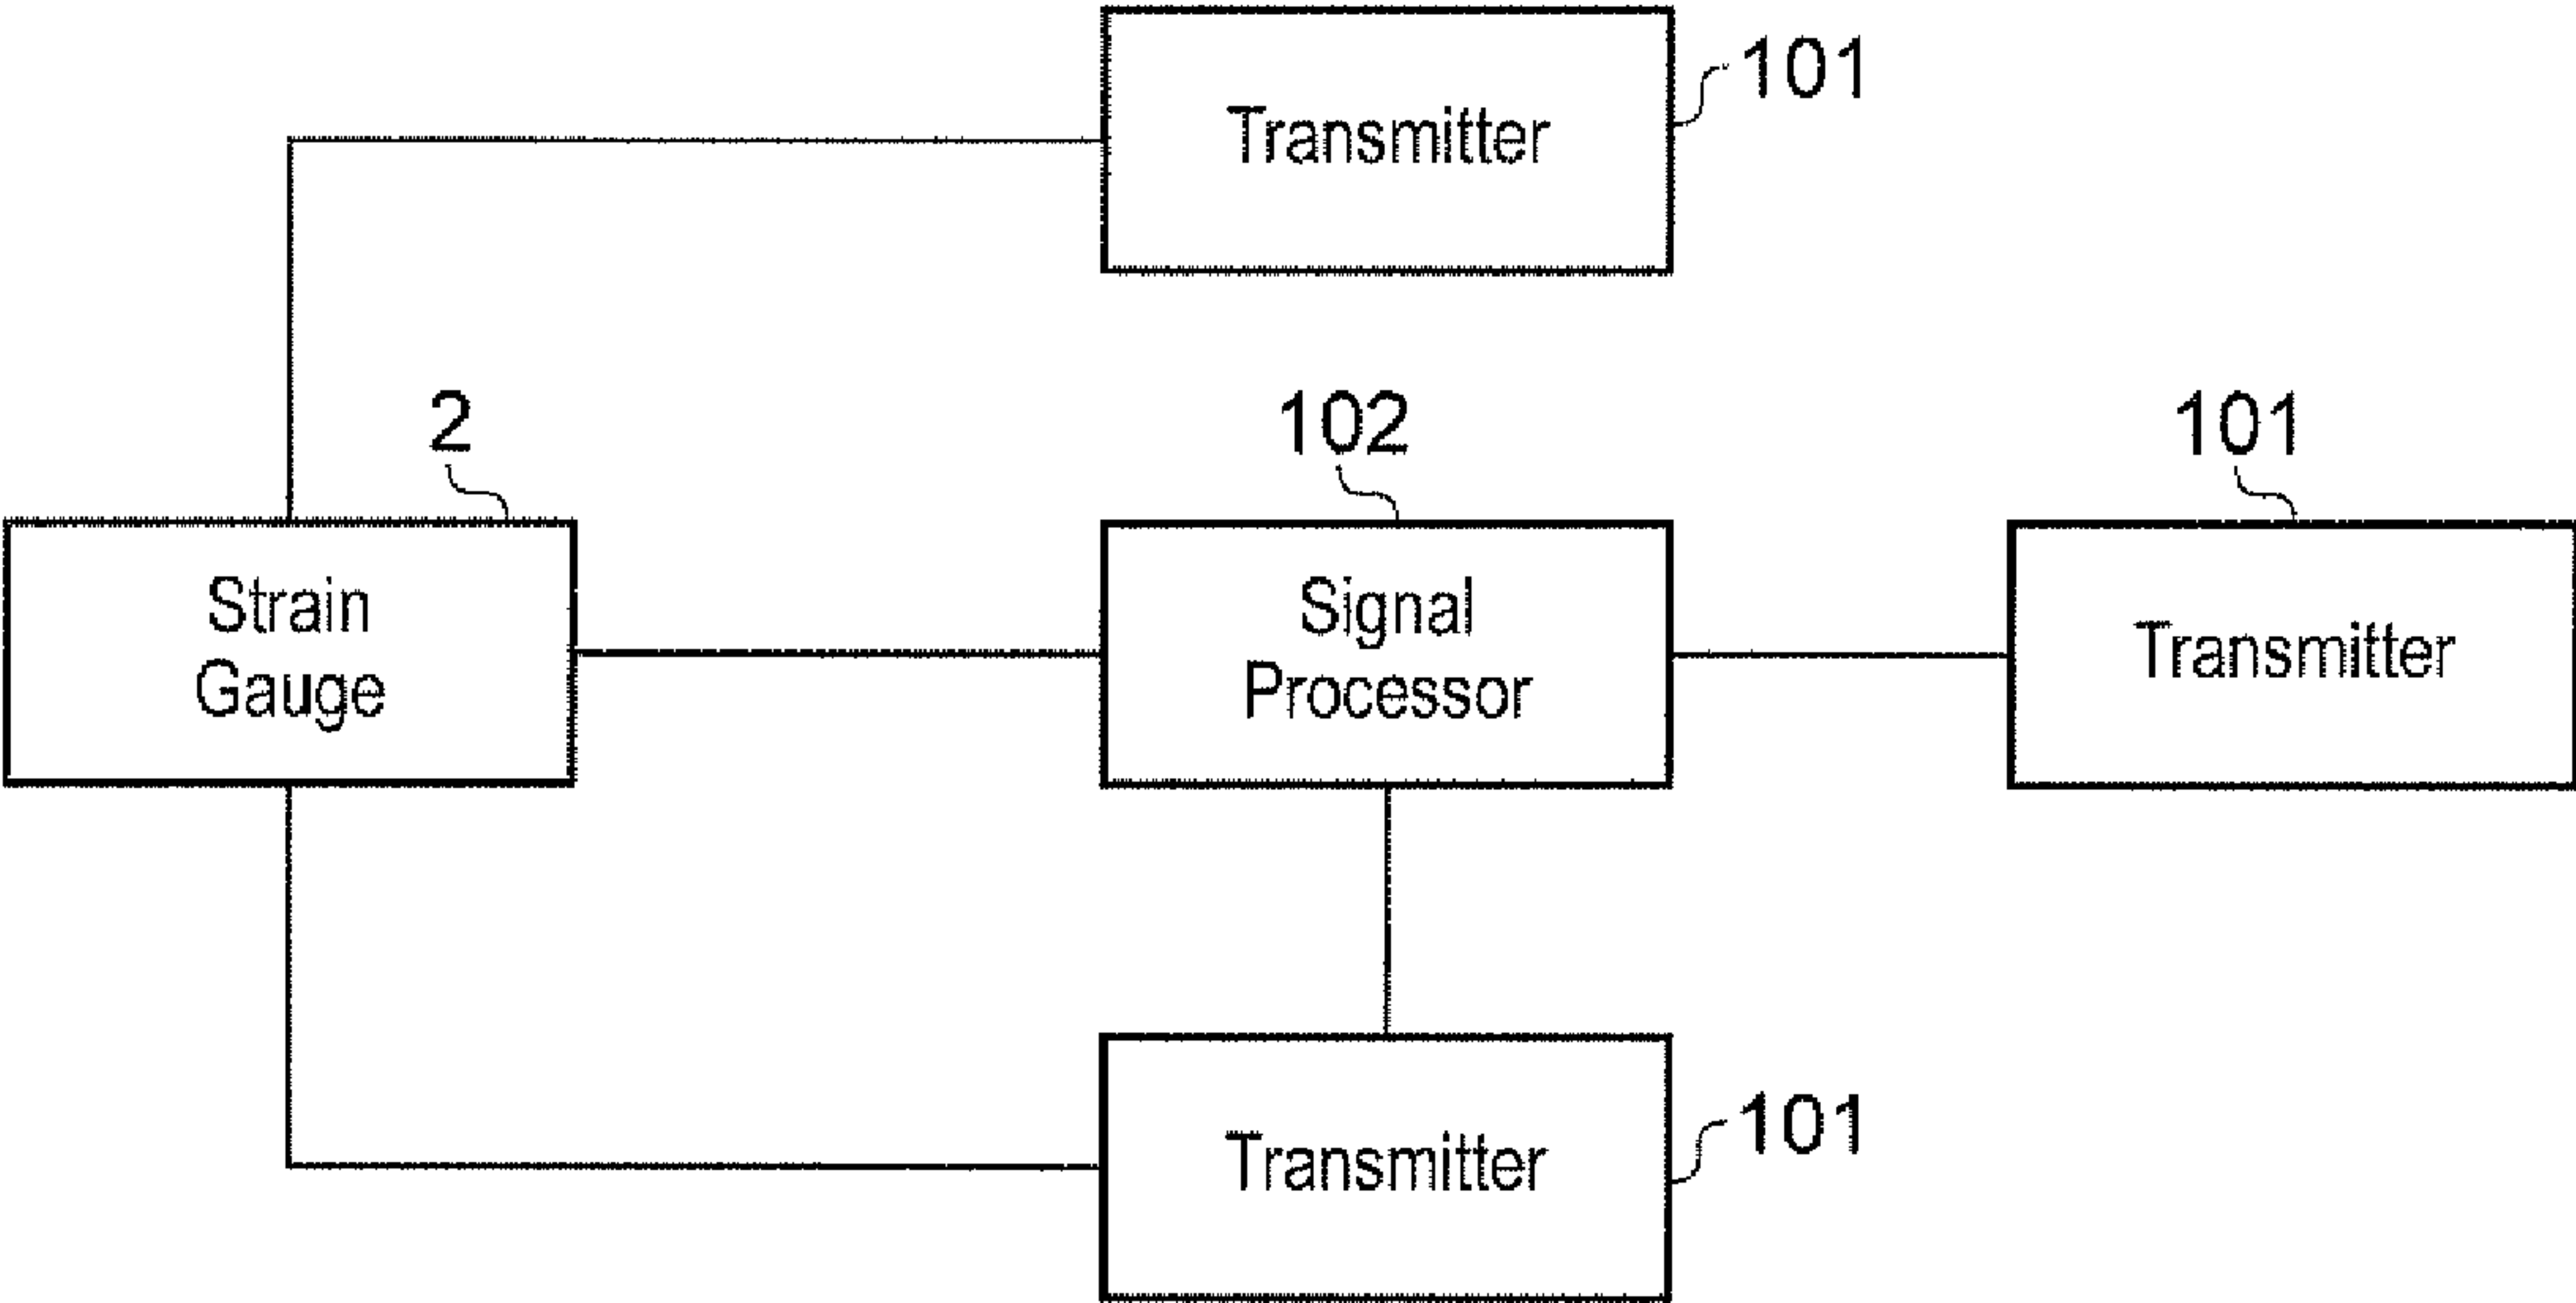 Transmitter
101
2
102
101
Strain
Gauge
Signal
Processor
Transmitter
Transmitter
101